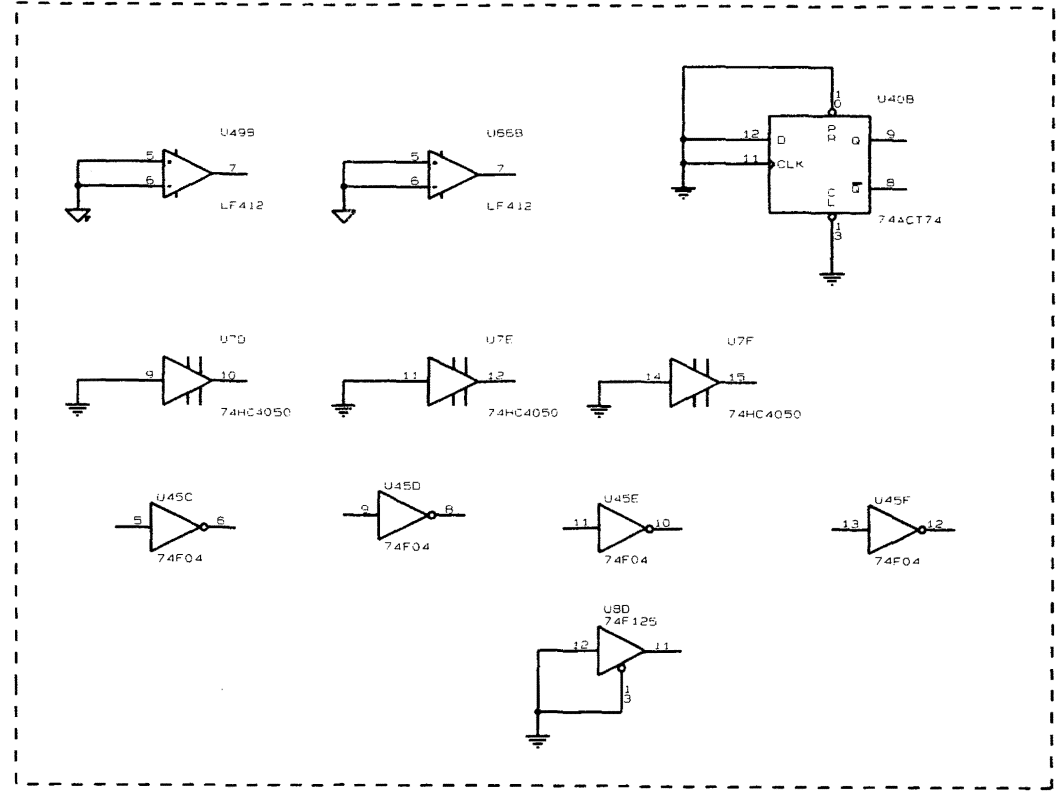 U49B
5
6
7
LF412
U56B
5
6
7
LF412
U40B
10
12
D
PR
Q
9
11
CLK
CL
Q
8
13
74ACT74
U7D
9
10
74HC4050
U7E
11
12
74HC4050
U7F
14
15
74HC4050
U45C
5
6
74F04
U45D
9
8
74F04
U45E
11
10
74F04
U45F
13
12
74F04
U8D
74F125
12
11
13